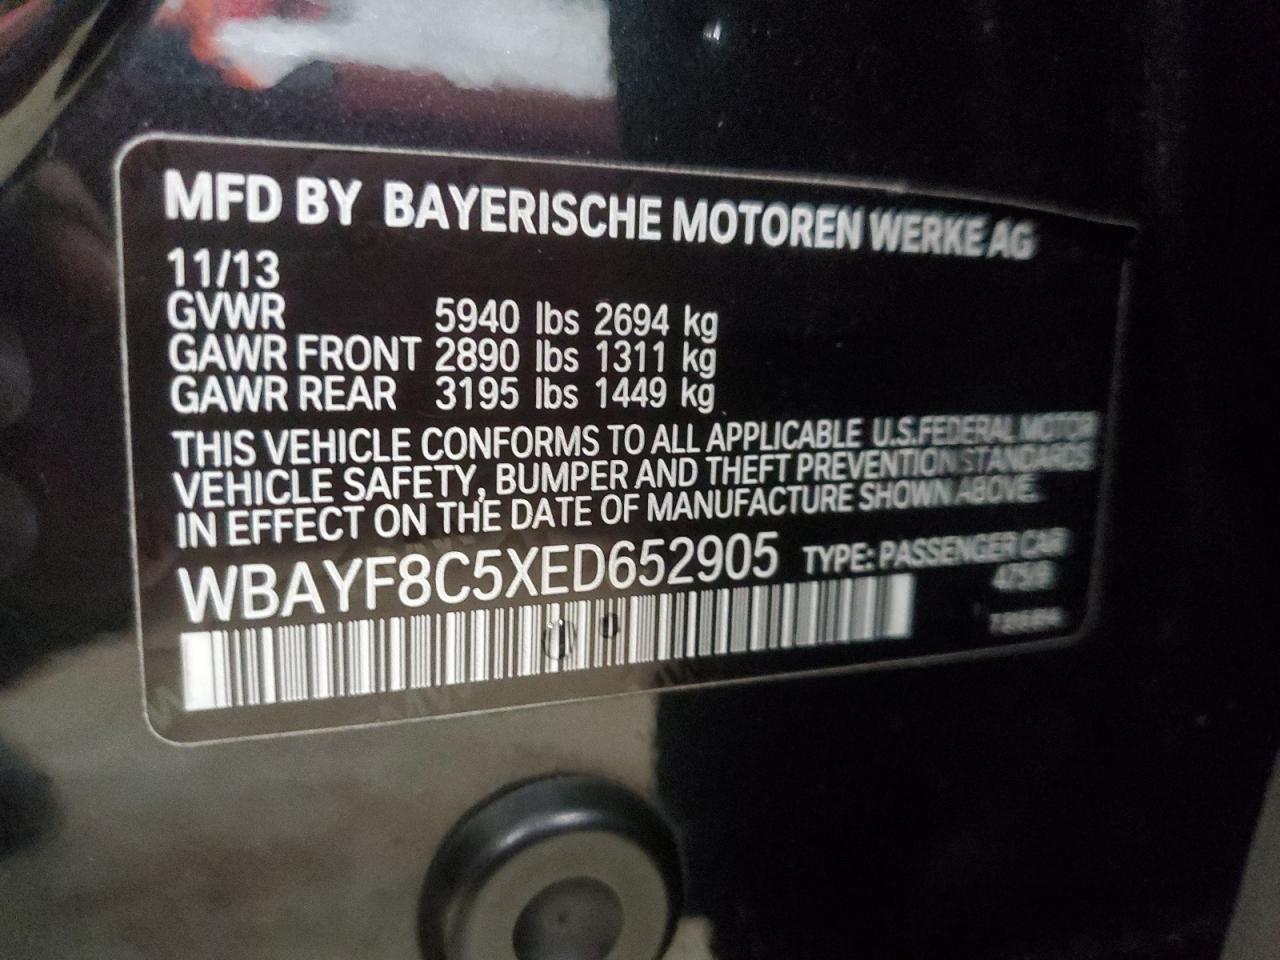 MFD BY BAYERISCHE MOTOREN WERKE AG
11/13
GVWR 5940 lbs 2694 kg
GAWR FRONT 2890 lbs 1311 kg
GAWR REAR 3195 lbs 1449 kg
THIS VEHICLE CONFORMS TO ALL APPLICABLE U.S.FEDERAL MOTOR
VEHICLE SAFETY, BUMPER AND THEFT PREVENTION STANDARDS
IN EFFECT ON THE DATE OF MANUFACTURE SHOWN ABOVE.
WBAYF8C5XED652905 TYPE: PASSENGER CAR